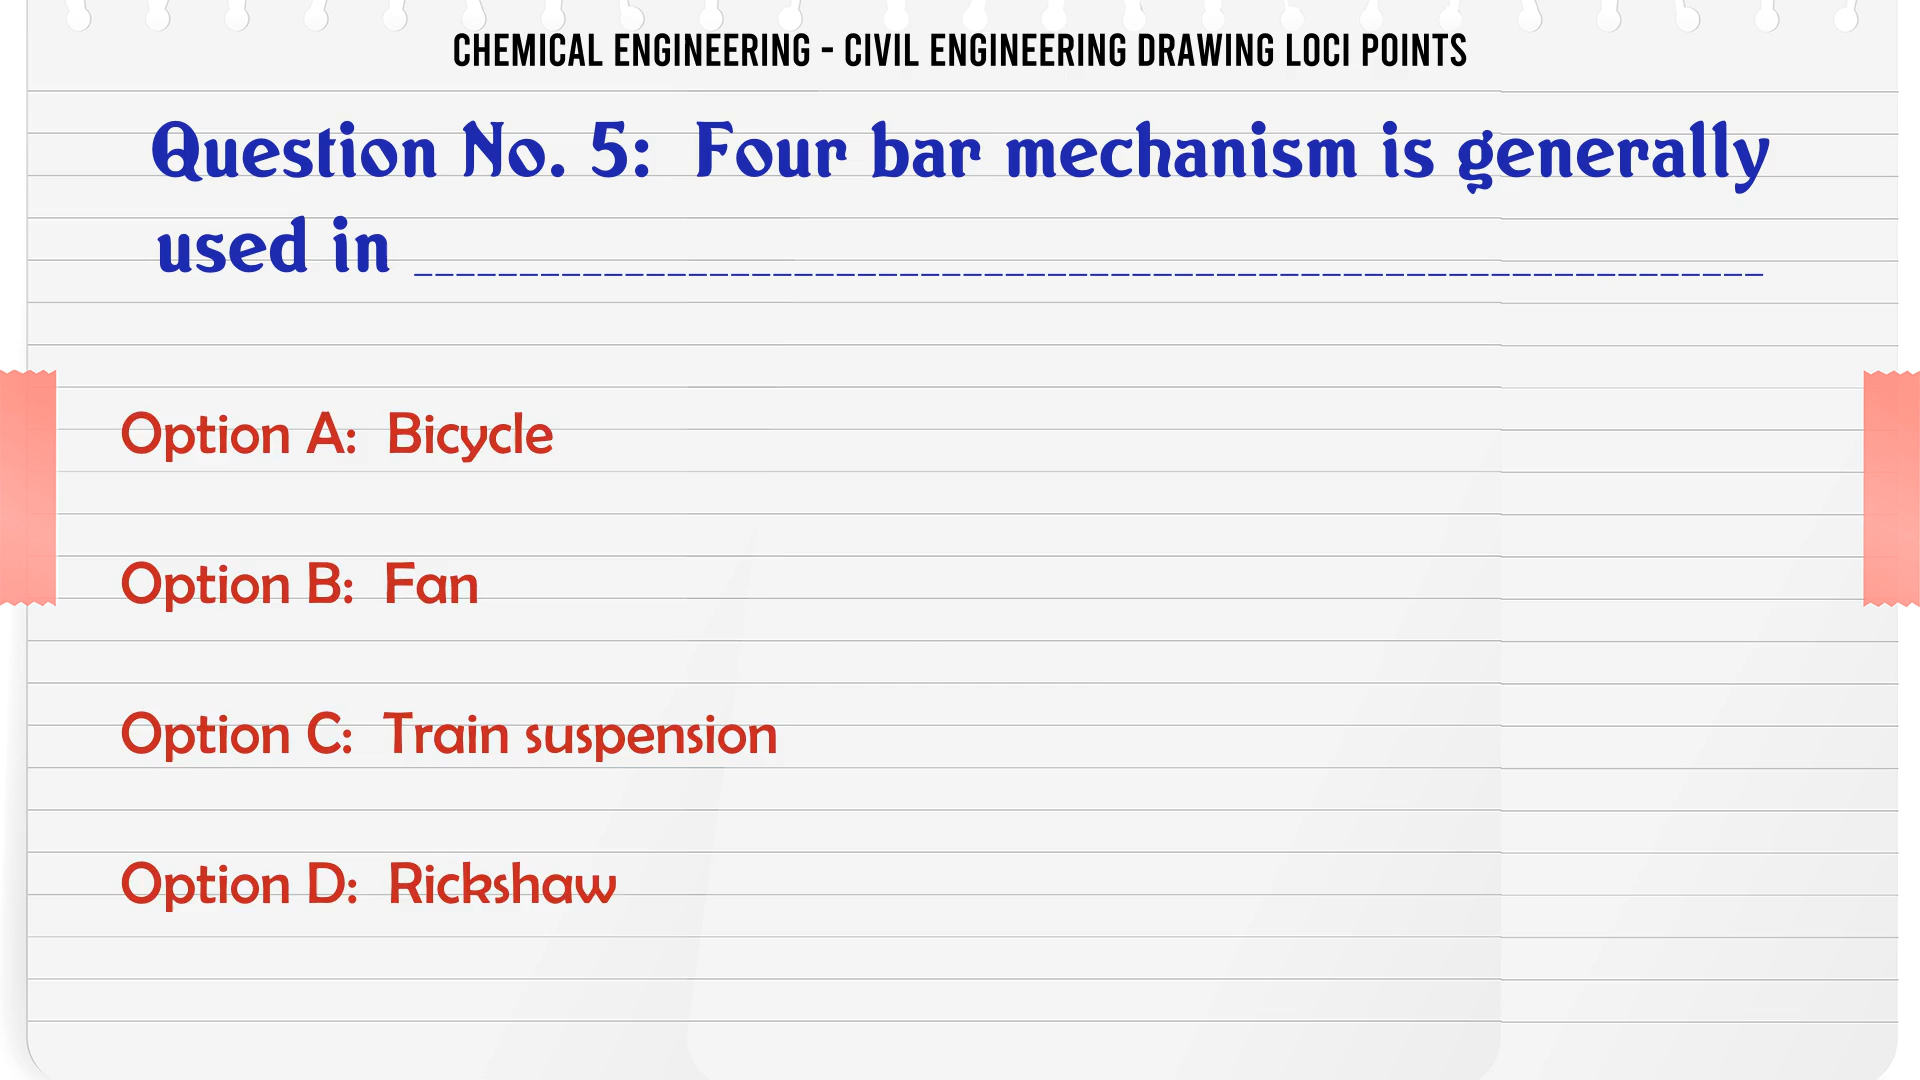 CHEMICAL ENGINEERING - CIVIL ENGINEERING DRAWING LOCI POINTS
Question No. 5: Four bar mechanism is generally
used in ________________________________________________________________
Option A: Bicycle
Option B: Fan
Option C: Train suspension
Option D: Rickshaw